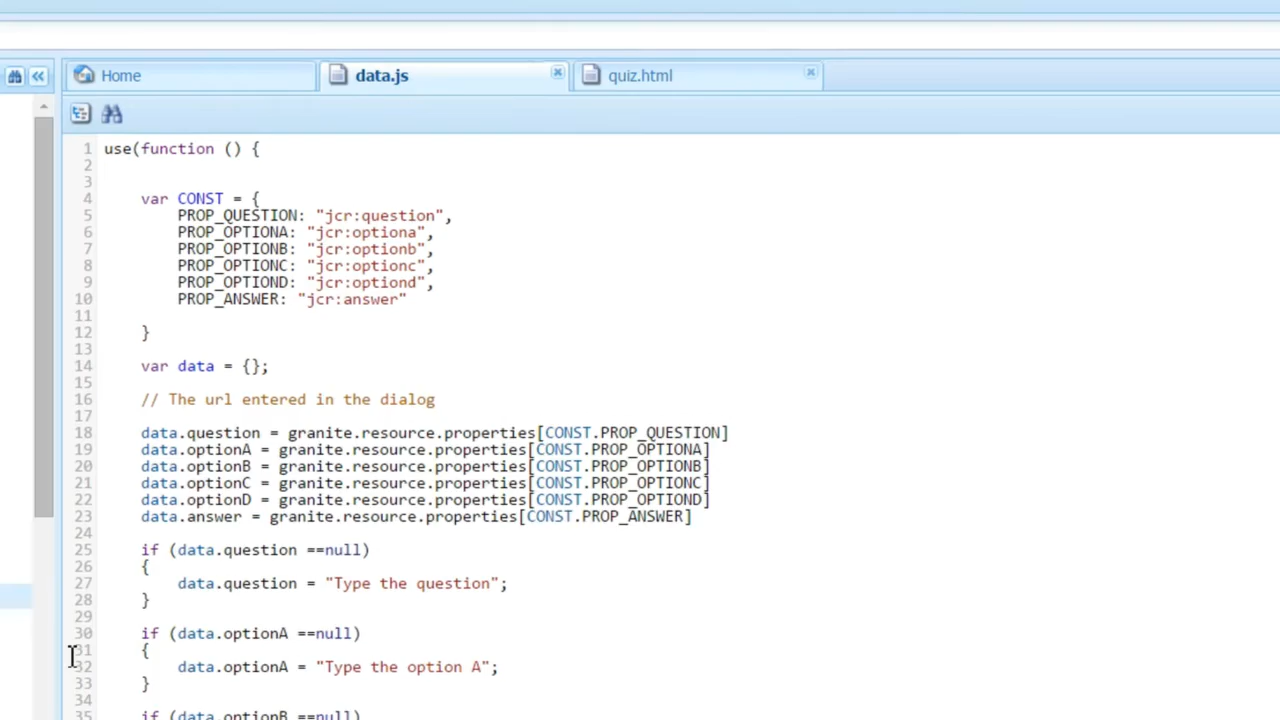 Home
data.js
quiz.html
1 use(function () {
2
3
4 var CONST = {
5 PROP_QUESTION: "jcr:question",
6 PROP_OPTIONA: "jcr:optiona",
7 PROP_OPTIONB: "jcr:optionb",
8 PROP_OPTIONC: "jcr:optionc",
9 PROP_OPTIOND: "jcr:optiond",
10 PROP_ANSWER: "jcr:answer"
11
12 }
13
14 var data = {};
15
16 // The url entered in the dialog
17
18 data.question = granite.resource.properties[CONST.PROP_QUESTION]
19 data.optionA = granite.resource.properties[CONST.PROP_OPTIONA]
20 data.optionB = granite.resource.properties[CONST.PROP_OPTIONB]
21 data.optionC = granite.resource.properties[CONST.PROP_OPTIONC]
22 data.optionD = granite.resource.properties[CONST.PROP_OPTIOND]
23 data.answer = granite.resource.properties[CONST.PROP_ANSWER]
24
25 if (data.question ==null)
26 {
27 data.question = "Type the question";
28 }
29
30 if (data.optionA ==null)
31 {
32 data.optionA = "Type the option A";
33 }
34
35 if (data.optionB ==null)